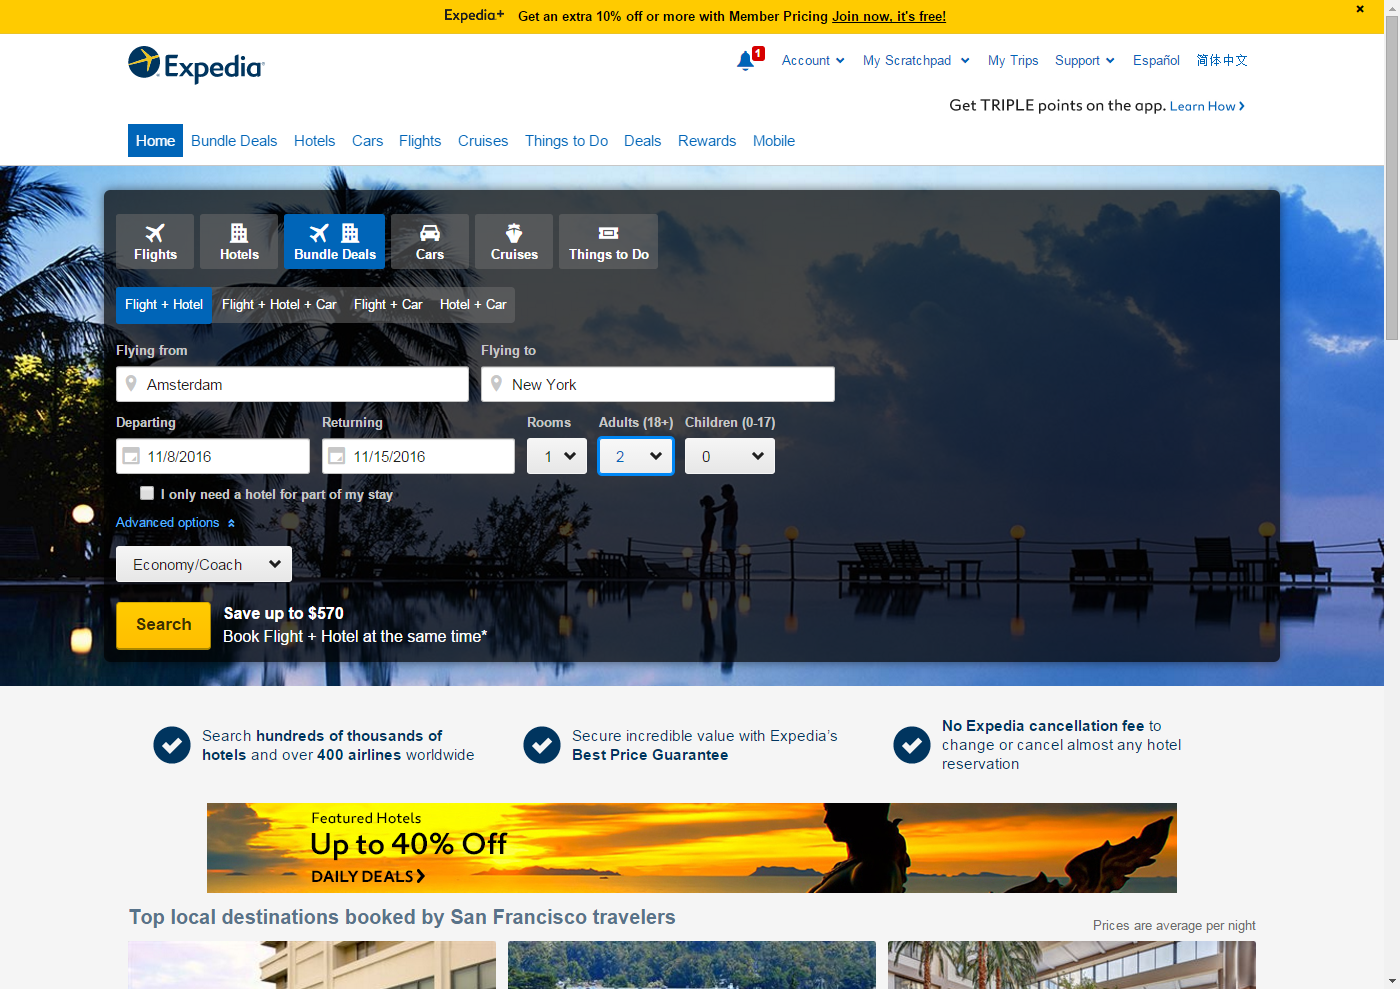 Expedia+ Get an extra 10% off or more with Member Pricing Join now, it's free!
Expedia
1
Account
My Scratchpad
My Trips
Support
Español
简体中文
Get TRIPLE points on the app. Learn How
Home
Bundle Deals
Hotels
Cars
Flights
Cruises
Things to Do
Deals
Rewards
Mobile
Flights
Hotels
Bundle Deals
Cars
Cruises
Things to Do
Flight + Hotel
Flight + Hotel + Car
Flight + Car
Hotel + Car
Flying from
Flying to
Amsterdam
New York
Departing
Returning
Rooms
Adults (18+)
Children (0-17)
11/8/2016
11/15/2016
1
2
0
I only need a hotel for part of my stay
Advanced options
Economy/Coach
Search
Save up to $570
Book Flight + Hotel at the same time*
Search hundreds of thousands of
hotels and over 400 airlines worldwide
Secure incredible value with Expedia’s
Best Price Guarantee
No Expedia cancellation fee to
change or cancel almost any hotel
reservation
Featured Hotels
Up to 40% Off
DAILY DEALS
Top local destinations booked by San Francisco travelers
Prices are average per night